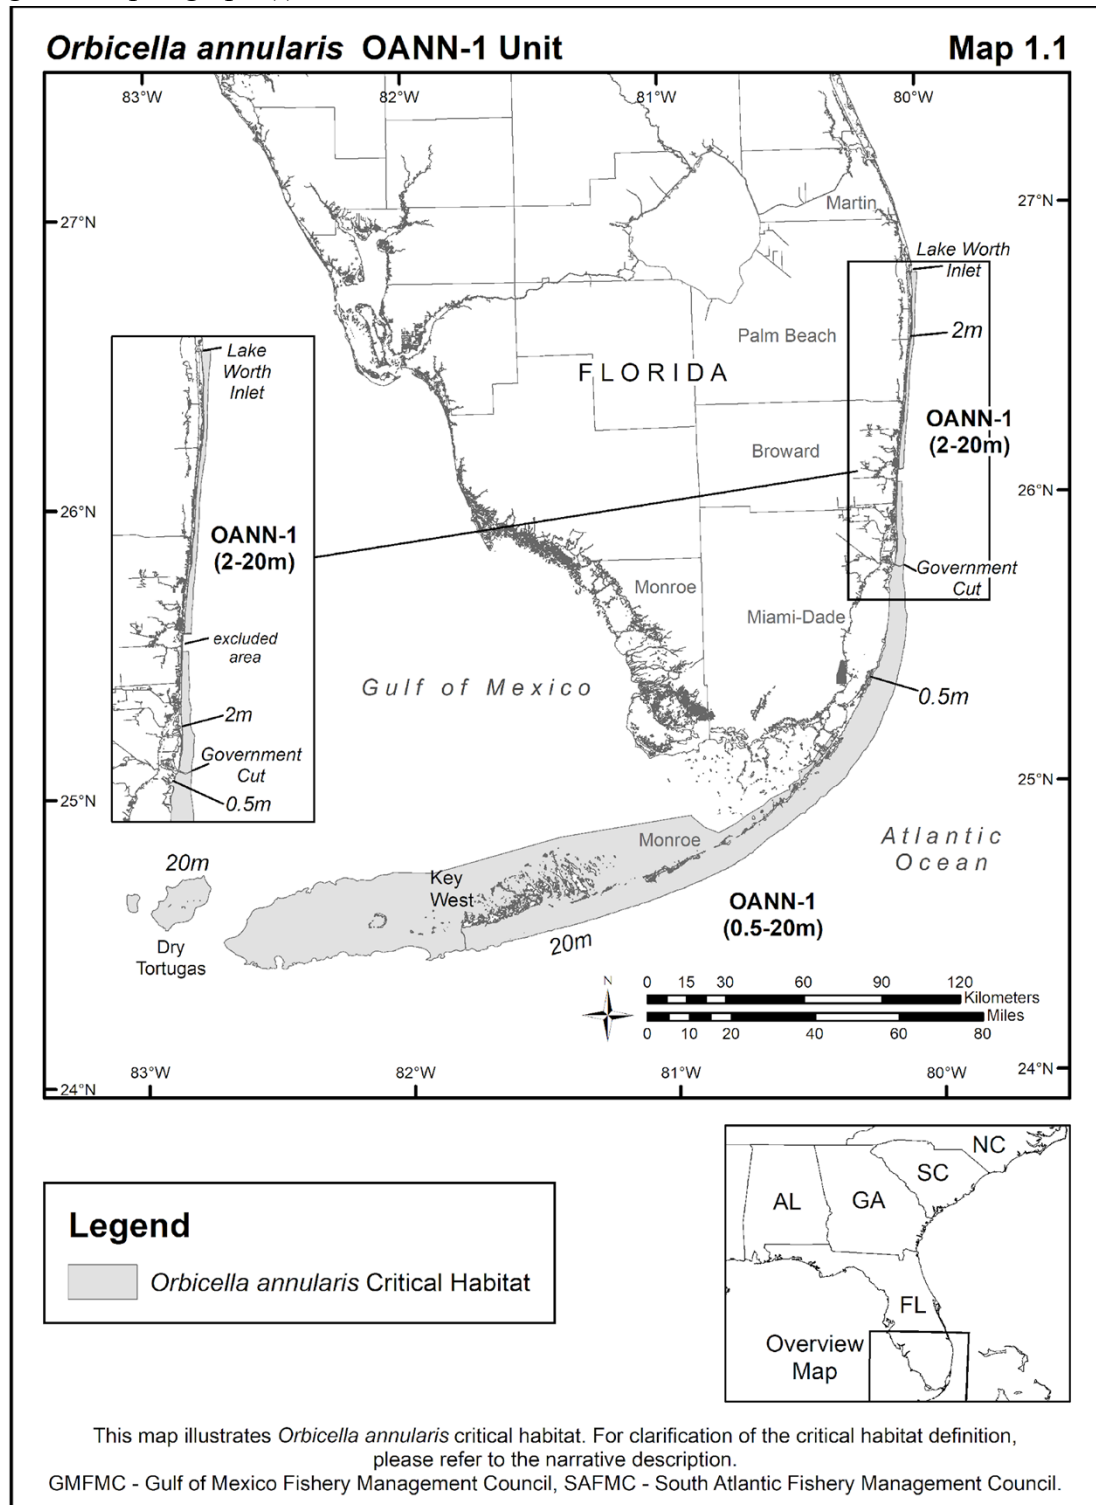 Orbicella annularis OANN-1 Unit
Map 1.1
83°W
82°W
81°W
80°W
27°N
27°N
Martin
Lake Worth
Inlet
2m
Palm Beach
FLORIDA
OANN-1
(2-20m)
Broward
26°N
26°N
Government
Cut
Monroe
Miami-Dade
0.5m
Gulf of Mexico
Lake
Worth
Inlet
OANN-1
(2-20m)
excluded
area
2m
Government
Cut
0.5m
25°N
25°N
Atlantic
Ocean
Monroe
20m
Key
West
Dry
Tortugas
OANN-1
(0.5-20m)
20m
N
0 15 30 60 90 120
Kilometers
Miles
0 10 20 40 60 80
24°N
24°N
83°W
82°W
81°W
80°W
Legend
Orbicella annularis Critical Habitat
NC
SC
AL
GA
FL
Overview
Map
This map illustrates Orbicella annularis critical habitat. For clarification of the critical habitat definition,
please refer to the narrative description.
GMFMC - Gulf of Mexico Fishery Management Council, SAFMC - South Atlantic Fishery Management Council.